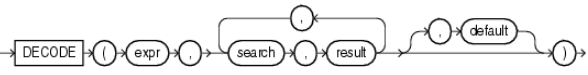 ,
, default
DECODE ( expr , search , result )